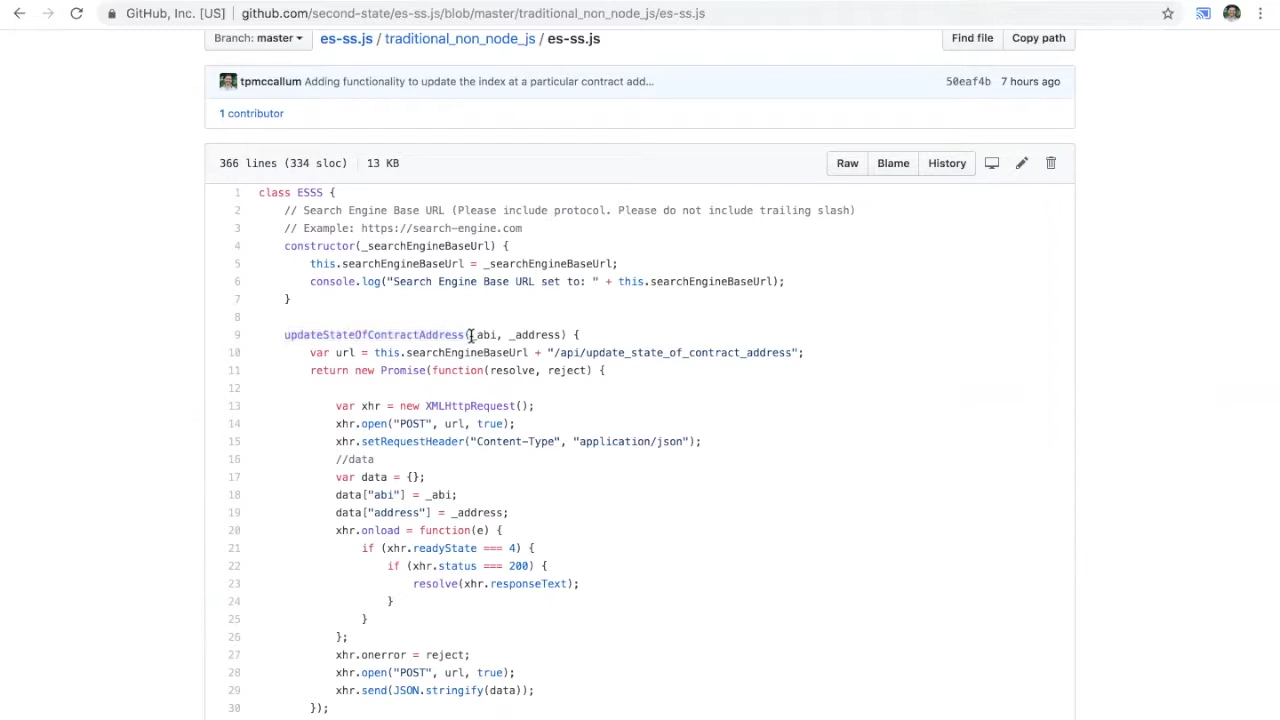 GitHub, Inc. [US] | github.com/second-state/es-ss.js/blob/master/traditional_non_node_js/es-ss.js
Branch: master es-ss.js / traditional_non_node_js / es-ss.js Find file Copy path
tpmccallum Adding functionality to update the index at a particular contract add... 50eaf4b 7 hours ago
1 contributor
366 lines (334 sloc) 13 KB Raw Blame History
1 class ESSS {
2 // Search Engine Base URL (Please include protocol. Please do not include trailing slash)
3 // Example: https://search-engine.com
4 constructor(_searchEngineBaseUrl) {
5 this.searchEngineBaseUrl = _searchEngineBaseUrl;
6 console.log("Search Engine Base URL set to: " + this.searchEngineBaseUrl);
7 }
8
9 updateStateOfContractAddress(_abi, _address) {
10 var url = this.searchEngineBaseUrl + "/api/update_state_of_contract_address";
11 return new Promise(function(resolve, reject) {
12
13 var xhr = new XMLHttpRequest();
14 xhr.open("POST", url, true);
15 xhr.setRequestHeader("Content-Type", "application/json");
16 //data
17 var data = {};
18 data["abi"] = _abi;
19 data["address"] = _address;
20 xhr.onload = function(e) {
21 if (xhr.readyState === 4) {
22 if (xhr.status === 200) {
23 resolve(xhr.responseText);
24 }
25 }
26 };
27 xhr.onerror = reject;
28 xhr.open("POST", url, true);
29 xhr.send(JSON.stringify(data));
30 });